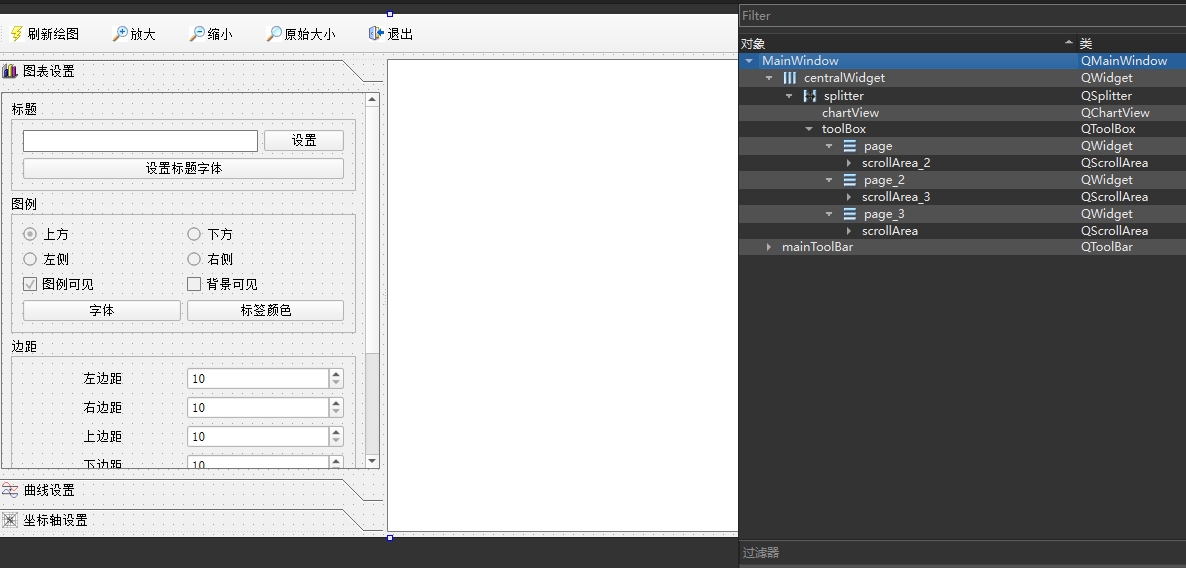 刷新绘图 放大 缩小 原始大小 退出
图表设置
标题
设置
设置标题字体
图例
上方 下方
左侧 右侧
图例可见 背景可见
字体 标签颜色
边距
左边距 10
右边距 10
上边距 10
下边距 10
曲线设置
坐标轴设置
Filter
对象 类
MainWindow QMainWindow
centralWidget QWidget
splitter QSplitter
chartView QChartView
toolBox QToolBox
page QWidget
scrollArea_2 QScrollArea
page_2 QWidget
scrollArea_3 QScrollArea
page_3 QWidget
scrollArea QScrollArea
mainToolBar QToolBar
过滤器